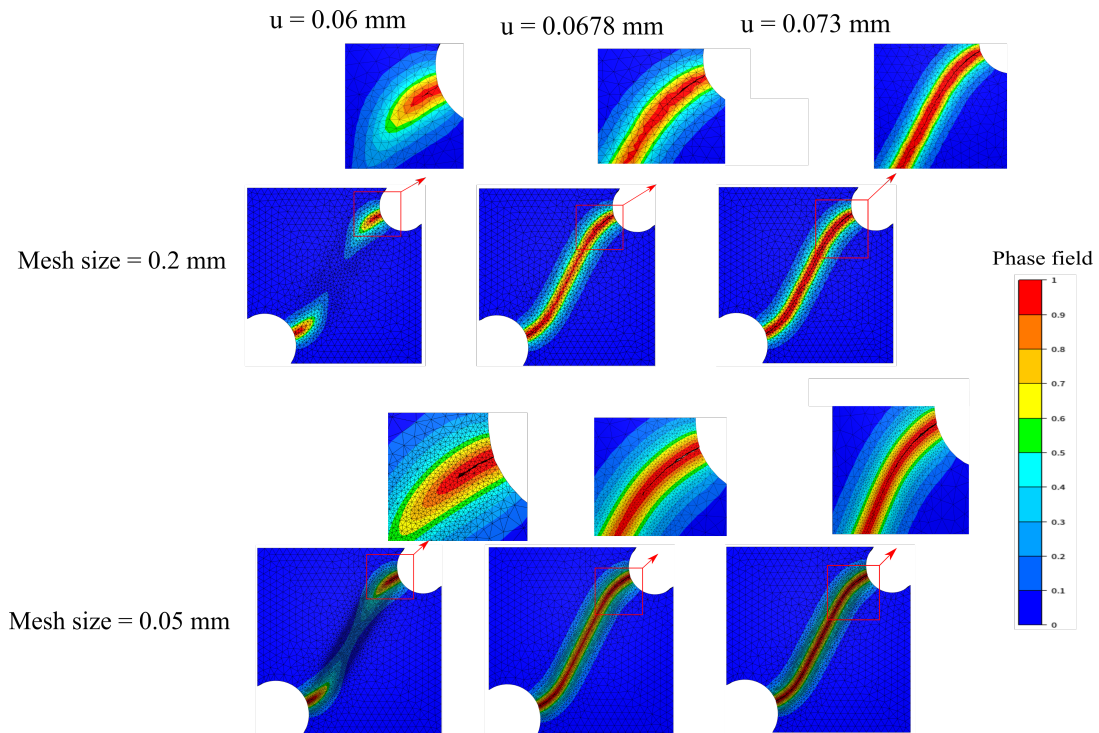 u = 0.06 mm
u = 0.0678 mm
u = 0.073 mm
Mesh size = 0.2 mm
Phase field
1
0.9
0.8
0.7
0.6
0.5
0.4
0.3
0.2
0.1
0
Mesh size = 0.05 mm